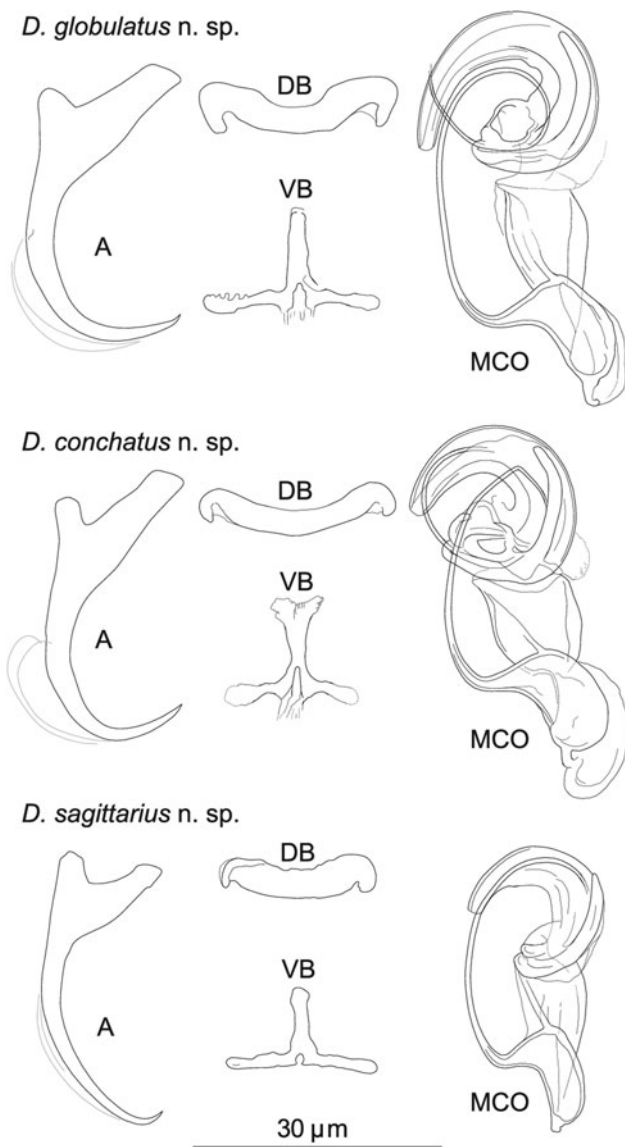 D. globulatus n. sp.
DB
VB
A
MCO
D. conchatus n. sp.
DB
VB
A
MCO
D. sagittarius n. sp.
DB
VB
A
MCO
30 µm